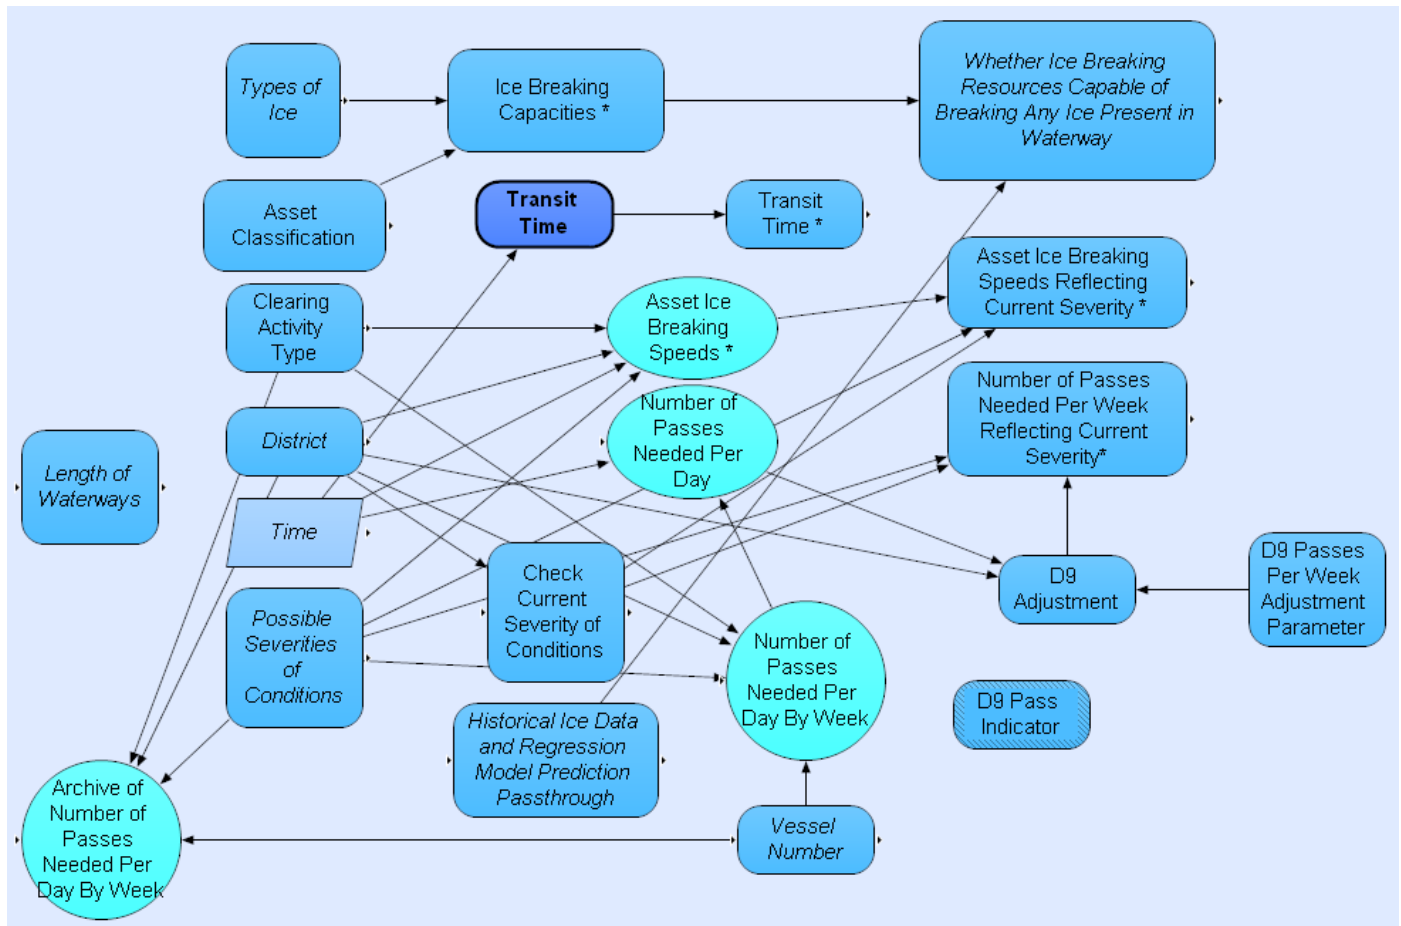 Types of
Ice
Ice Breaking
Capacities *
Whether Ice Breaking
Resources Capable of
Breaking Any Ice Present in
Waterway
Asset
Classification
Transit
Time
Transit
Time *
Clearing
Activity
Type
Asset Ice
Breaking
Speeds *
Asset Ice Breaking
Speeds Reflecting
Current Severity *
District
Number of
Passes
Needed Per
Day
Number of Passes
Needed Per Week
Reflecting Current
Severity*
Length of
Waterways
Time
Check
Current
Severity of
Conditions
D9
Adjustment
D9 Passes
Per Week
Adjustment
Parameter
Possible
Severities
of
Conditions
Number of
Passes
Needed Per
Day By Week
D9 Pass
Indicator
Historical Ice Data
and Regression
Model Prediction
Passthrough
Archive of
Number of
Passes
Needed Per
Day By Week
Vessel
Number